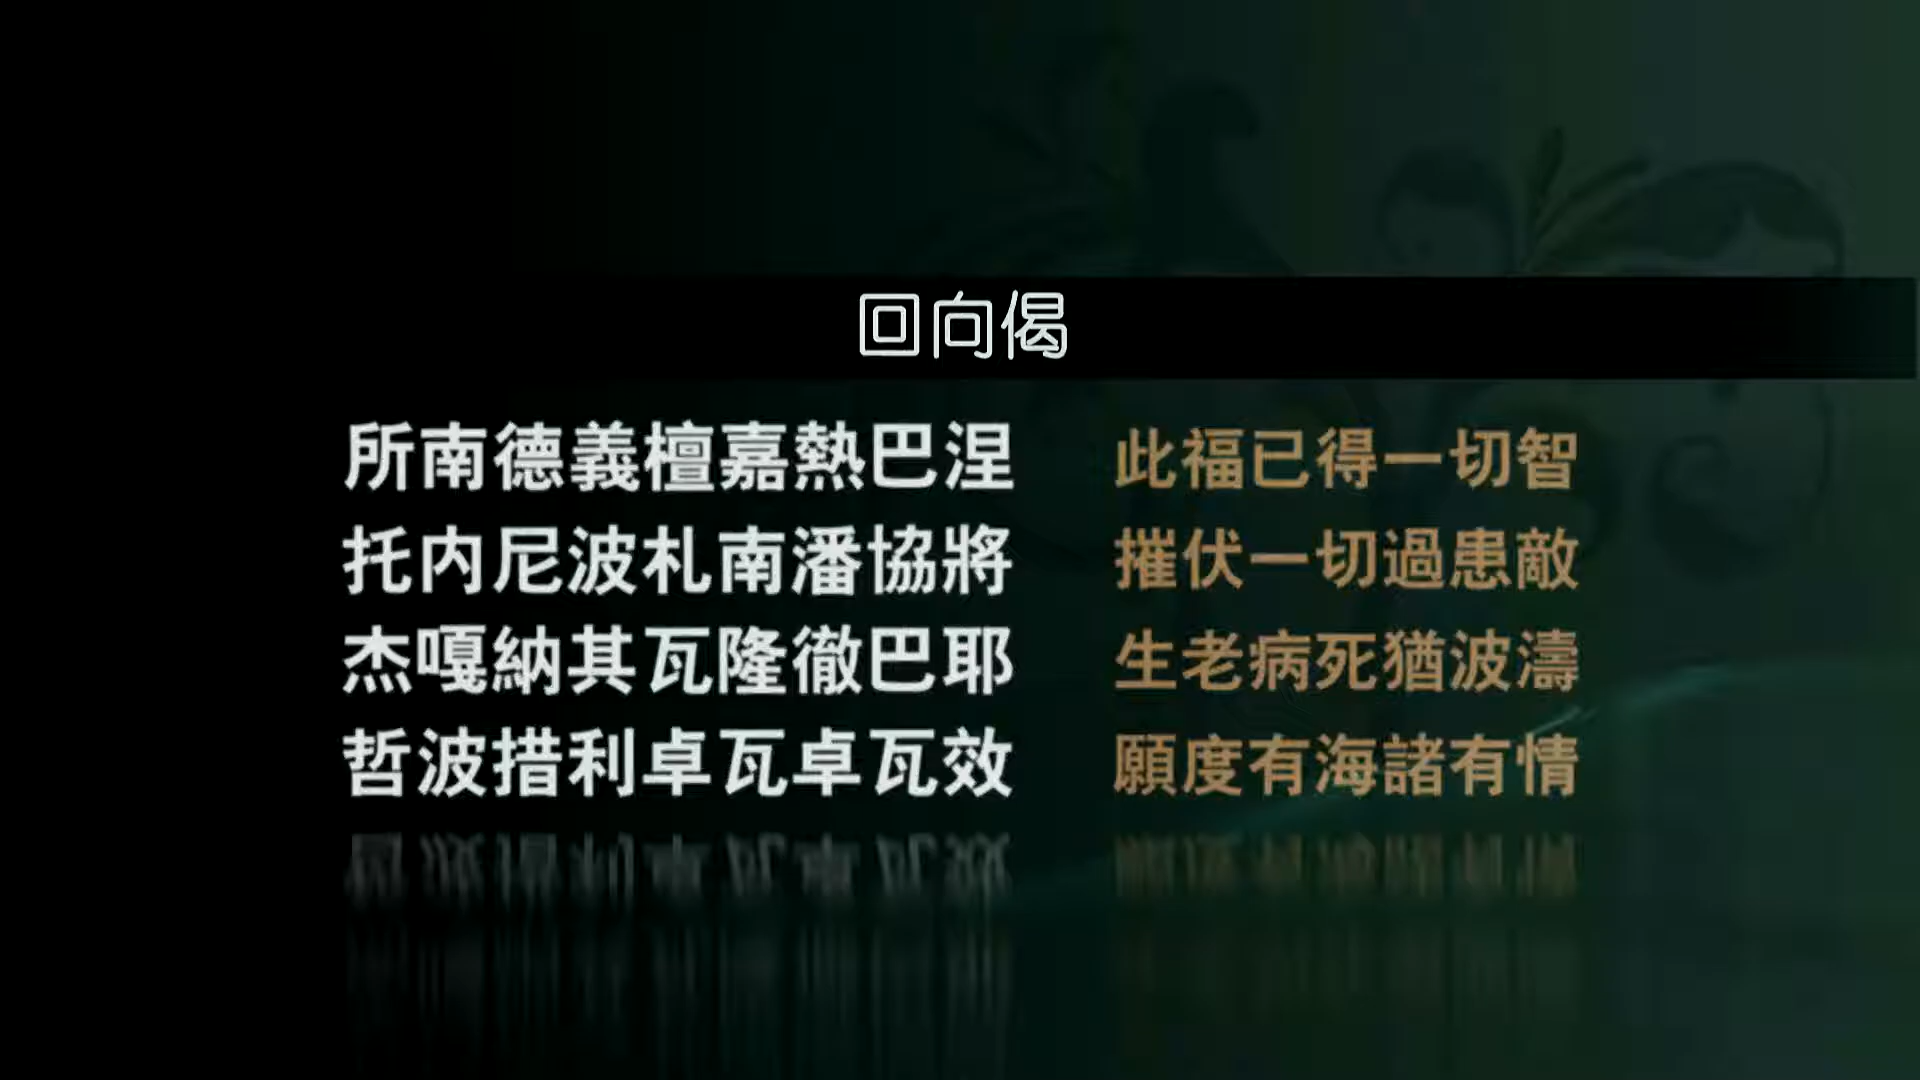 回向偈
所南德義檀嘉熱巴涅 此福已得一切智
托内尼波札南潘協將 摧伏一切過患敵
杰嘎納其瓦隆徹巴耶 生老病死猶波濤
哲波措利卓瓦卓瓦效 願度有海諸有情